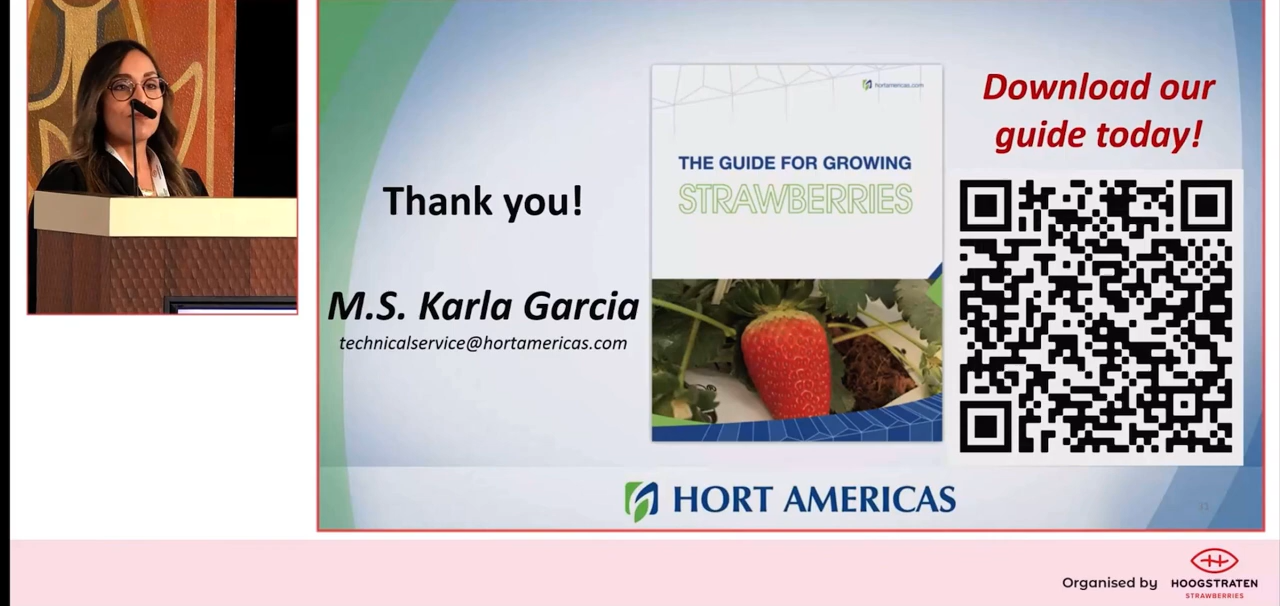 Thank you!
M.S. Karla Garcia
technicalservice@hortamericas.com
hortamericas.com
THE GUIDE FOR GROWING
STRAWBERRIES
Download our
guide today!
HORT AMERICAS
31
Organised by
HOOGSTRATEN
STRAWBERRIES